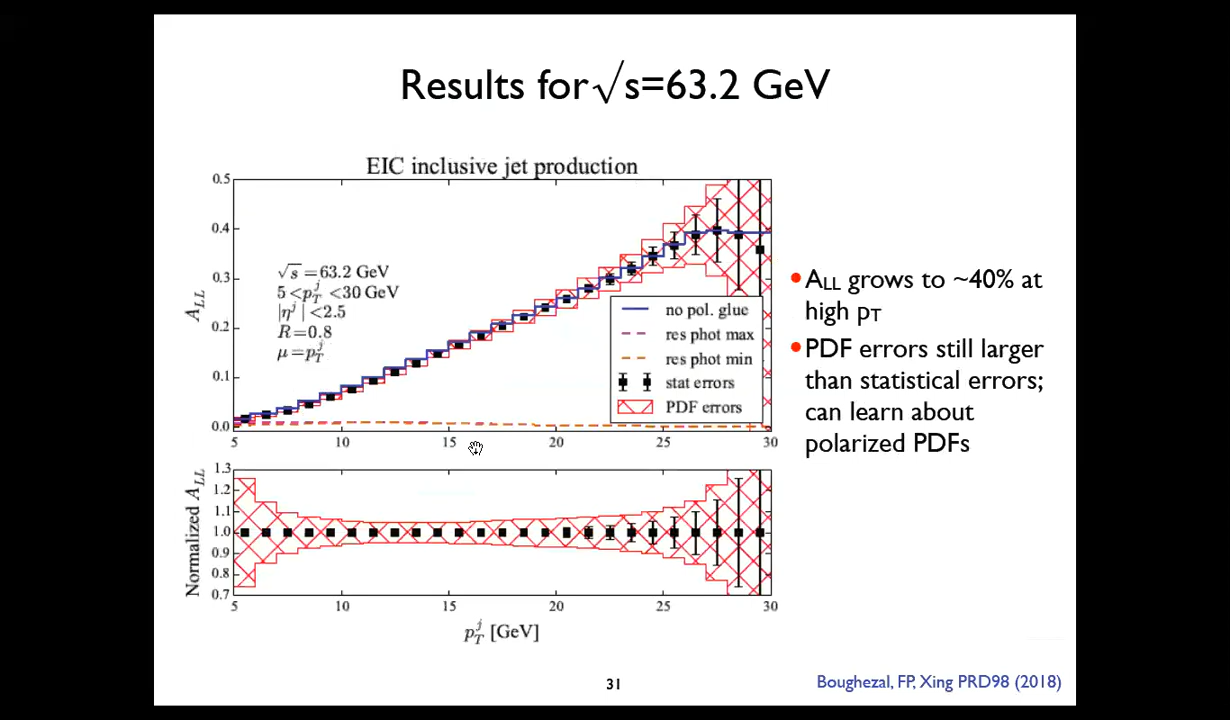 Results for √s=63.2 GeV
EIC inclusive jet production
0.5
0.4
0.3
0.2
0.1
0.0
A_LL
√s =63.2 GeV
5 <p_T^j <30 GeV
|η^j| <2.5
R=0.8
μ=p_T^j
no pol. glue
res phot max
res phot min
stat errors
PDF errors
5 10 15 20 25 30
1.3
1.2
1.1
1.0
0.9
0.8
0.7
Normalized A_LL
5 10 15 20 25 30
p_T^j [GeV]
•ALL grows to ~40% at
high pT
•PDF errors still larger
than statistical errors;
can learn about
polarized PDFs
31
Boughezal, FP, Xing PRD98 (2018)